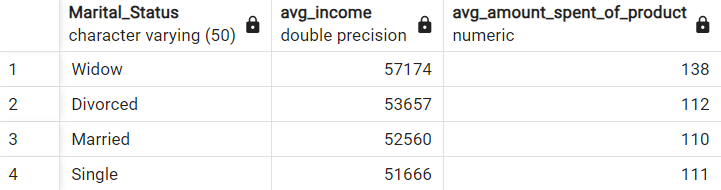 Marital_Status avg_income avg_amount_spent_of_product
character varying (50) double precision numeric
1 Widow 57174 138
2 Divorced 53657 112
3 Married 52560 110
4 Single 51666 111